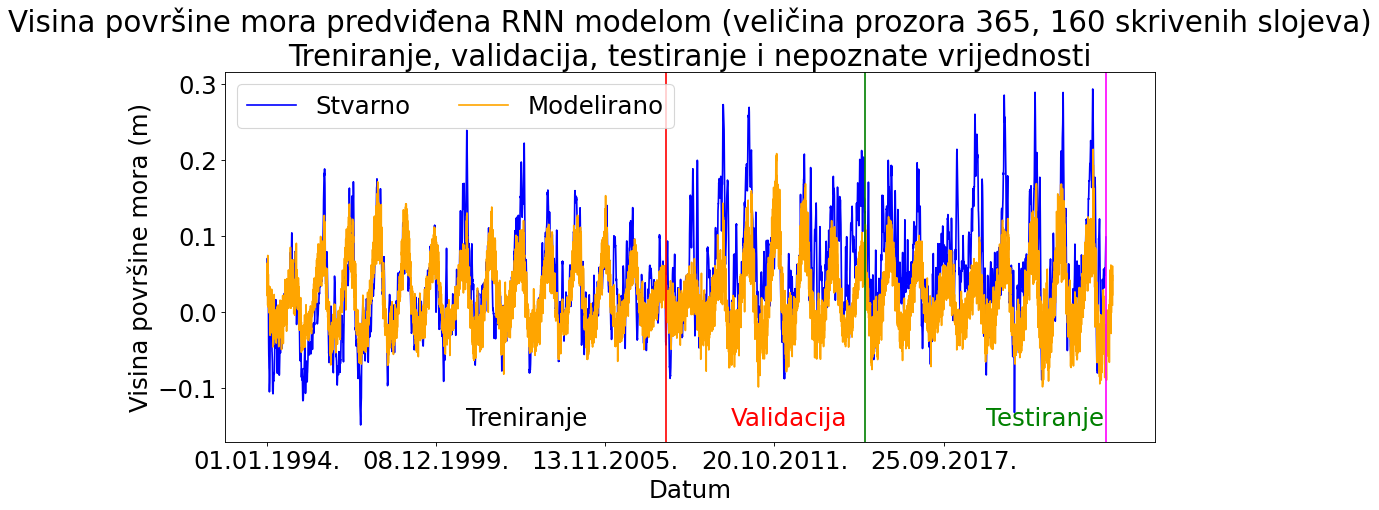 Visina površine mora predviđena RNN modelom (veličina prozora 365, 160 skrivenih slojeva)
Treniranje, validacija, testiranje i nepoznate vrijednosti
Stvarno
Modelirano
Visina površine mora (m)
0.3
0.2
0.1
0.0
−0.1
Treniranje
Validacija
Testiranje
01.01.1994.
08.12.1999.
13.11.2005.
20.10.2011.
25.09.2017.
Datum